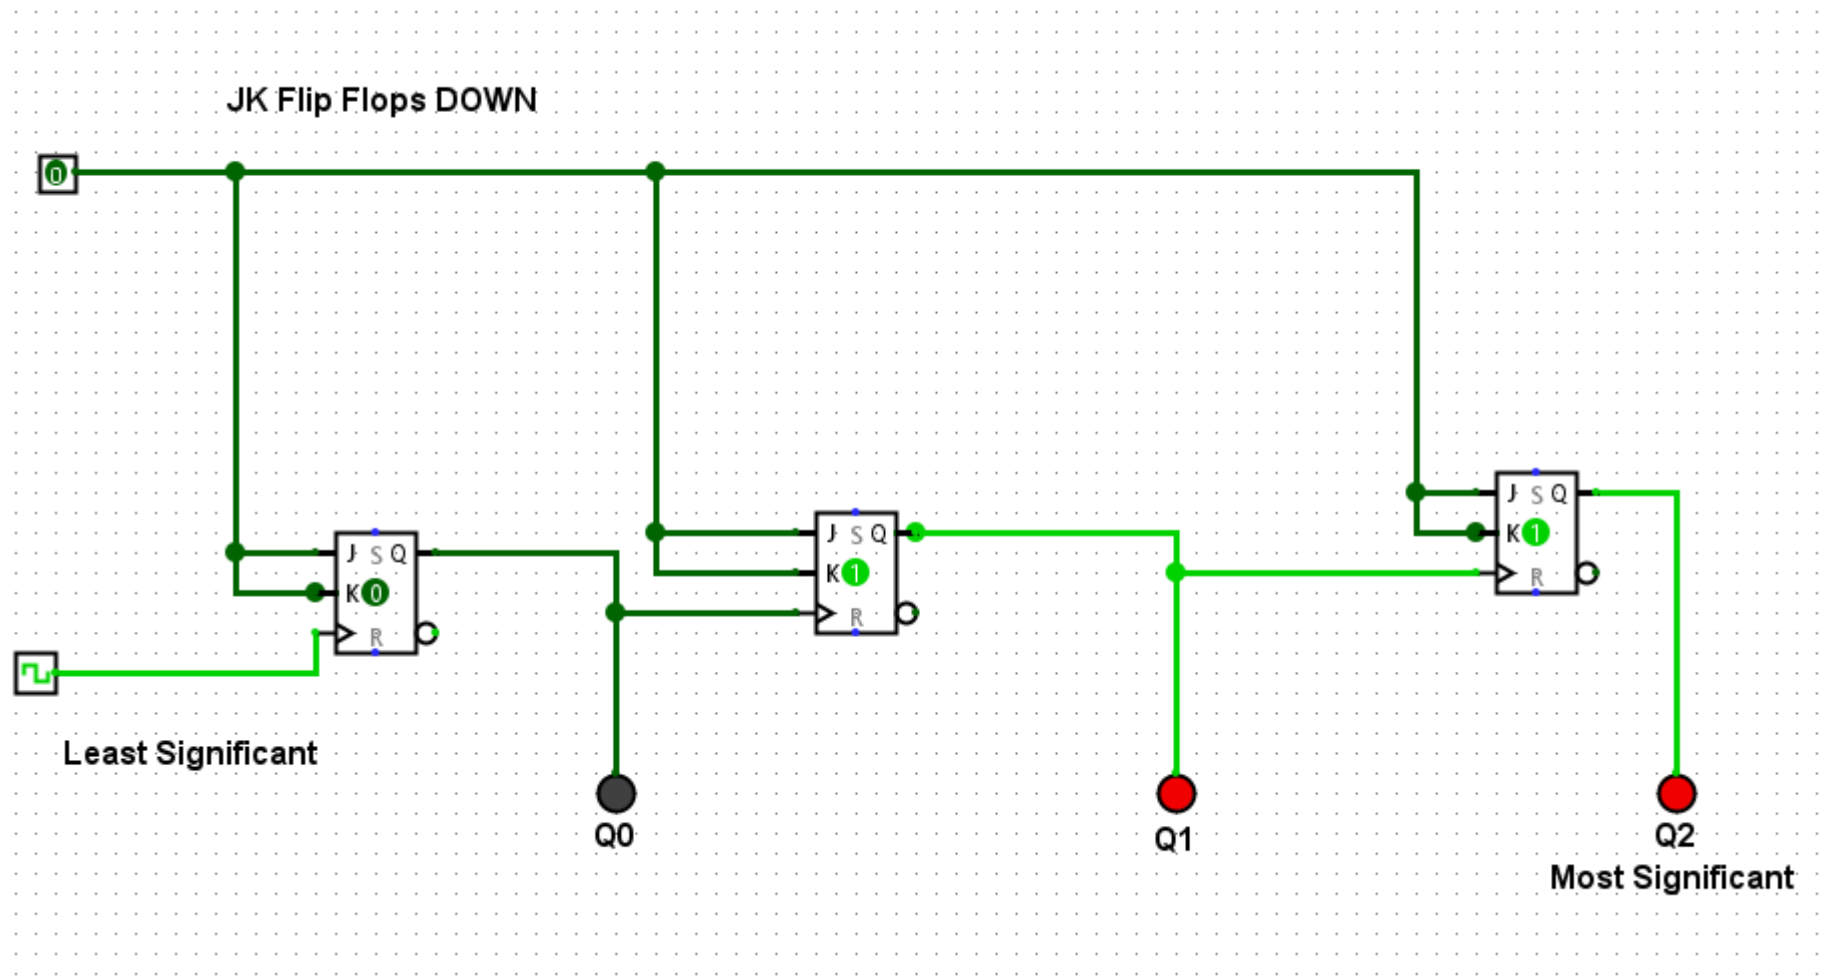 JK Flip Flops DOWN
0
J S Q
K 1
R
J S Q
K 1
R
J S Q
K 0
R
Least Significant
Q0
Q1
Q2
Most Significant